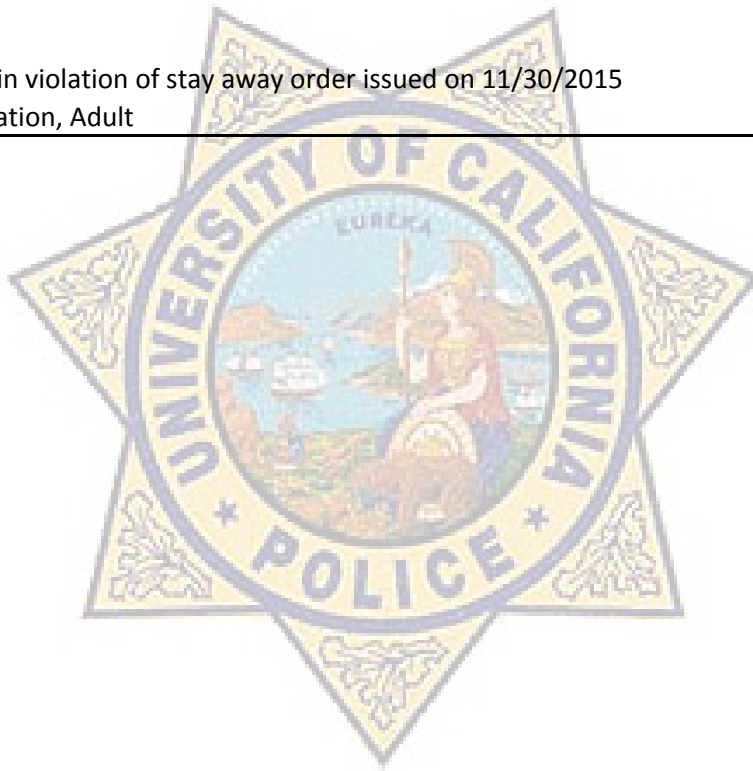 in violation of stay away order issued on 11/30/2015
ation, Adult
UNIVERSITY OF CALIFORNIA
EUREKA
POLICE